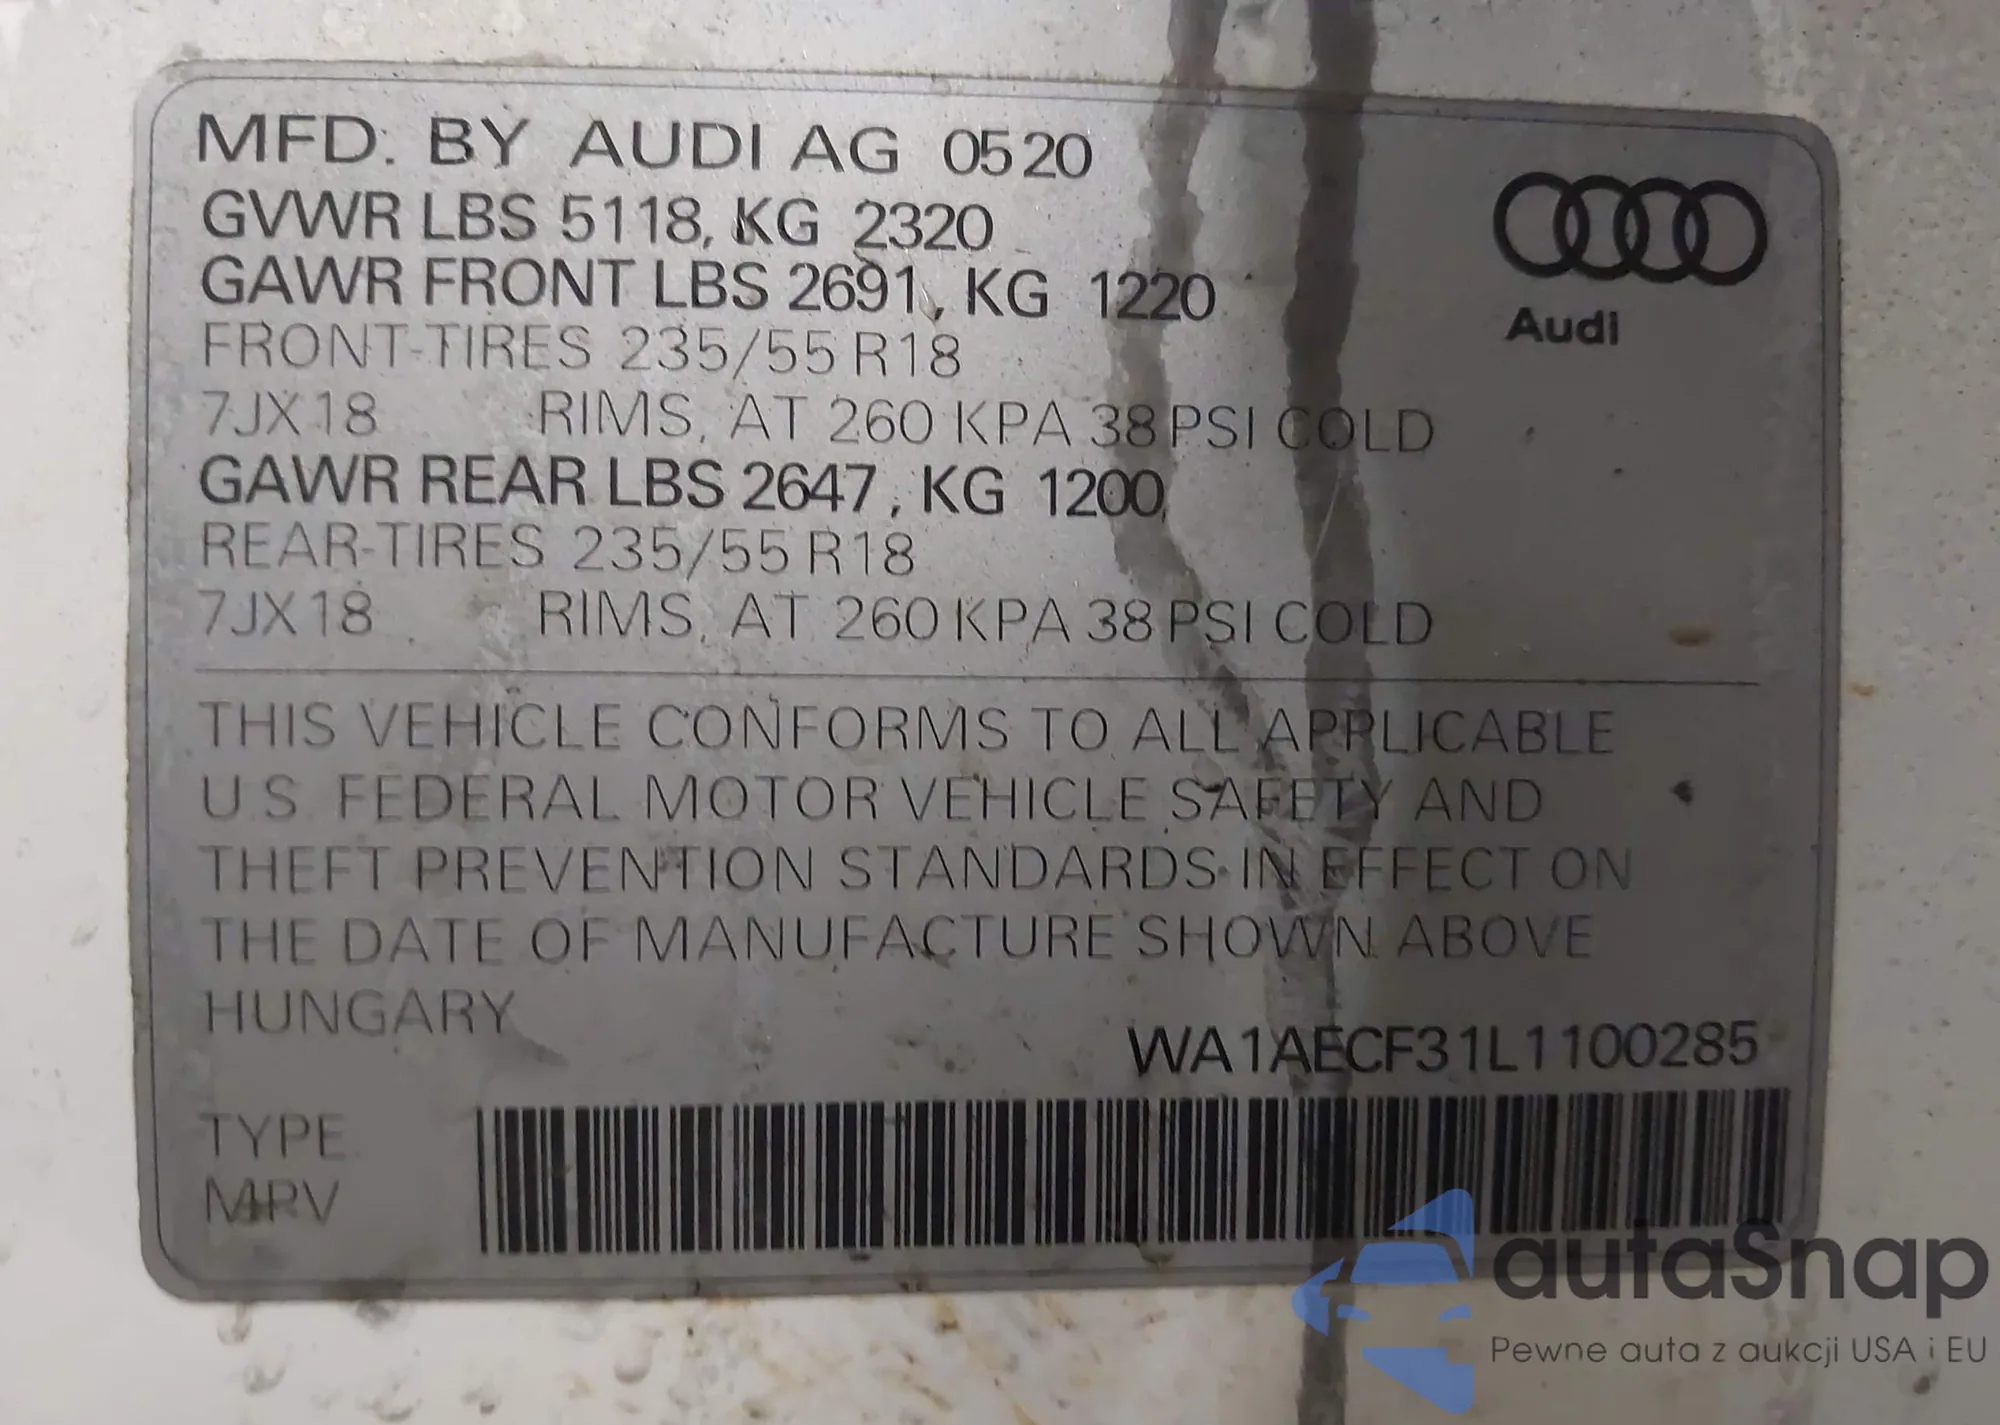 MFD. BY AUDI AG 0520
GVWR LBS 5118, KG 2320
GAWR FRONT LBS 2691, KG 1220
FRONT-TIRES 235/55 R18
7JX18 RIMS, AT 260 KPA 38 PSI COLD
GAWR REAR LBS 2647, KG 1200
REAR-TIRES 235/55 R18
7JX18 RIMS, AT 260 KPA 38 PSI COLD
Audi
THIS VEHICLE CONFORMS TO ALL APPLICABLE
U.S. FEDERAL MOTOR VEHICLE SAFETY AND
THEFT PREVENTION STANDARDS IN EFFECT ON
THE DATE OF MANUFACTURE SHOWN ABOVE
HUNGARY
WA1AECF31L1100285
TYPE
MPV
autaSnap
Pewne auta z aukcji USA i EU